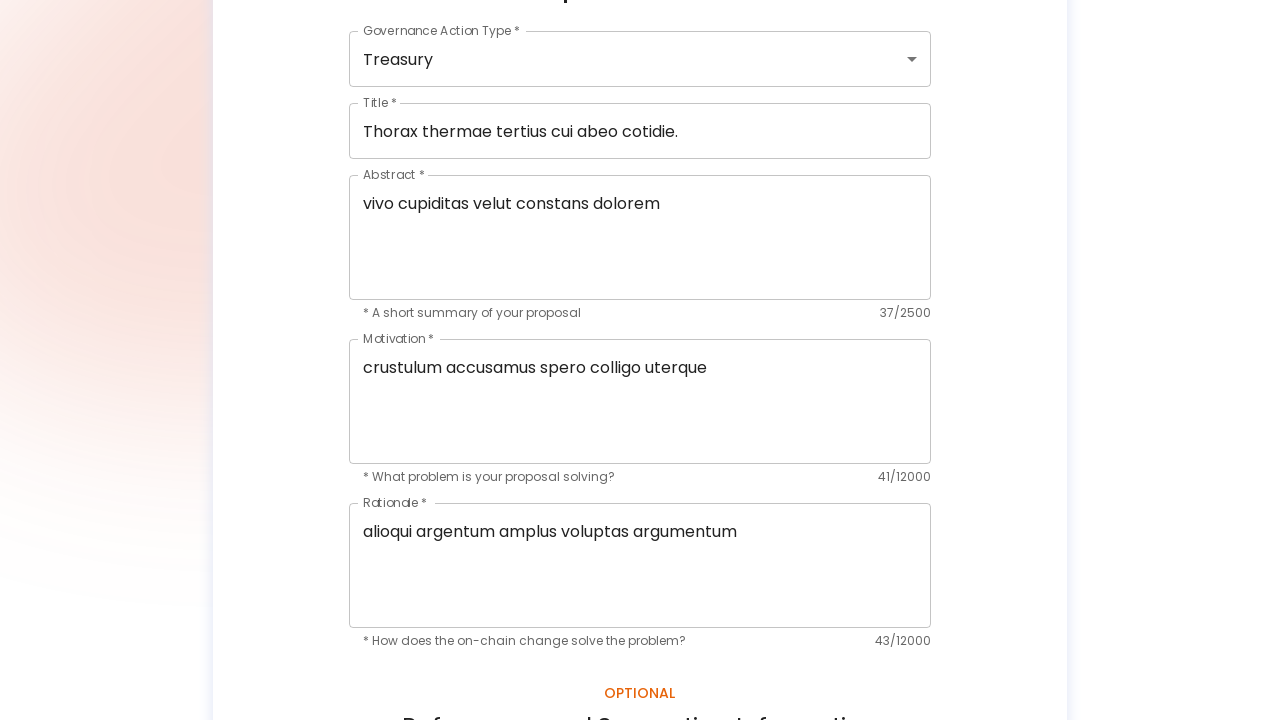 Governance Action Type *
Treasury
Title *
Thorax thermae tertius cui abeo cotidie.
Abstract *
vivo cupiditas velut constans dolorem
* A short summary of your proposal 37/2500
Motivation *
crustulum accusamus spero colligo uterque
* What problem is your proposal solving? 41/12000
Rationale *
alioqui argentum amplus voluptas argumentum
* How does the on-chain change solve the problem? 43/12000
OPTIONAL